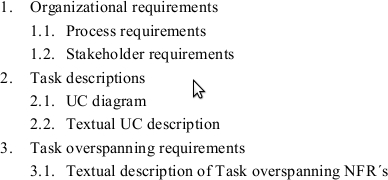 1. Organizational requirements
1.1. Process requirements
1.2. Stakeholder requirements
2. Task descriptions
2.1. UC diagram
2.2. Textual UC description
3. Task overspanning requirements
3.1. Textual description of Task overspanning NFR´s